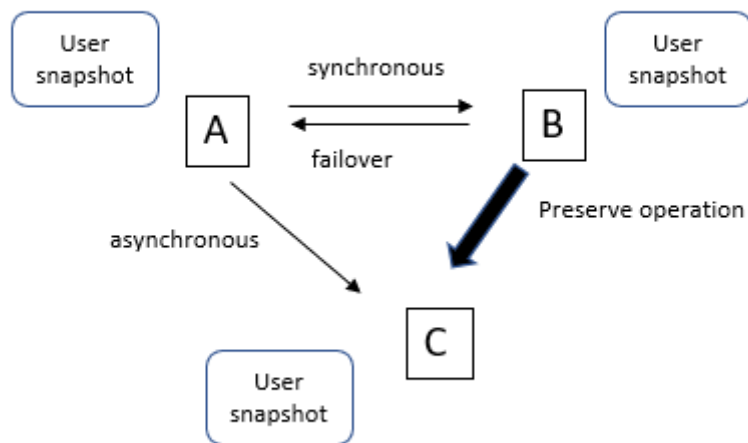 User
snapshot
User
snapshot
synchronous
A
B
failover
Preserve operation
asynchronous
C
User
snapshot